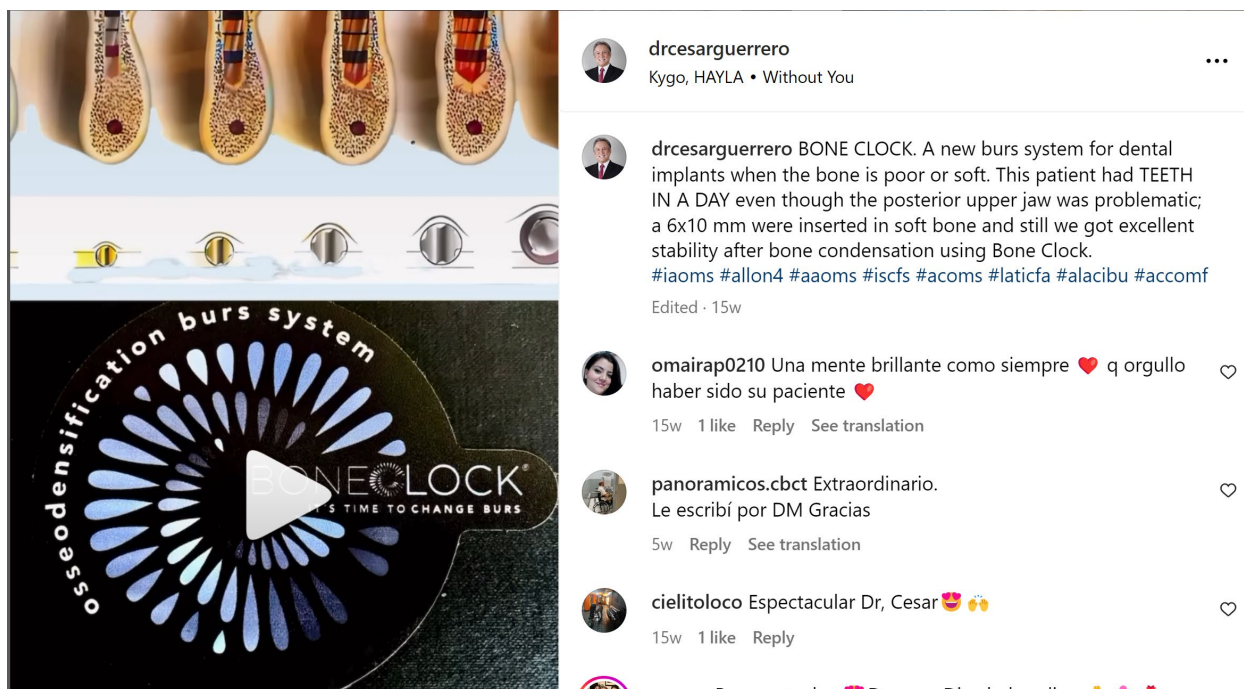 osseodensification burs system
BONECLOCK®
TIME TO CHANGE BURS
drcesarguerrero
Kygo, HAYLA • Without You
drcesarguerrero BONE CLOCK. A new burs system for dental
implants when the bone is poor or soft. This patient had TEETH
IN A DAY even though the posterior upper jaw was problematic;
a 6x10 mm were inserted in soft bone and still we got excellent
stability after bone condensation using Bone Clock.
#iaoms #allon4 #aaoms #iscfs #acoms #laticfa #alacibu #accomf
Edited · 15w
omairap0210 Una mente brillante como siempre ❤️ q orgullo
haber sido su paciente ❤️
15w 1 like Reply See translation
panoramicos.cbct Extraordinario.
Le escribí por DM Gracias
5w Reply See translation
cielitoloco Espectacular Dr, Cesar😍 🙌
15w 1 like Reply